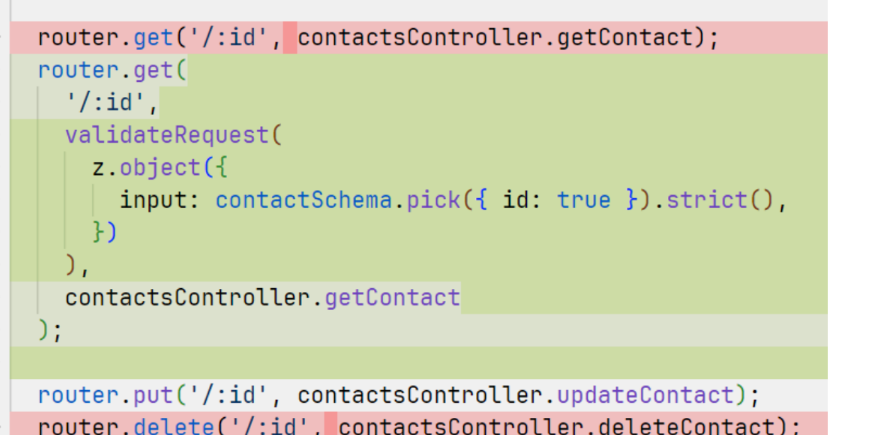 router.get('/:id', contactsController.getContact);
router.get(
'/:id',
validateRequest(
z.object({
input: contactSchema.pick({ id: true }).strict(),
})
),
contactsController.getContact
);
router.put('/:id', contactsController.updateContact);
router.delete('/:id', contactsController.deleteContact);